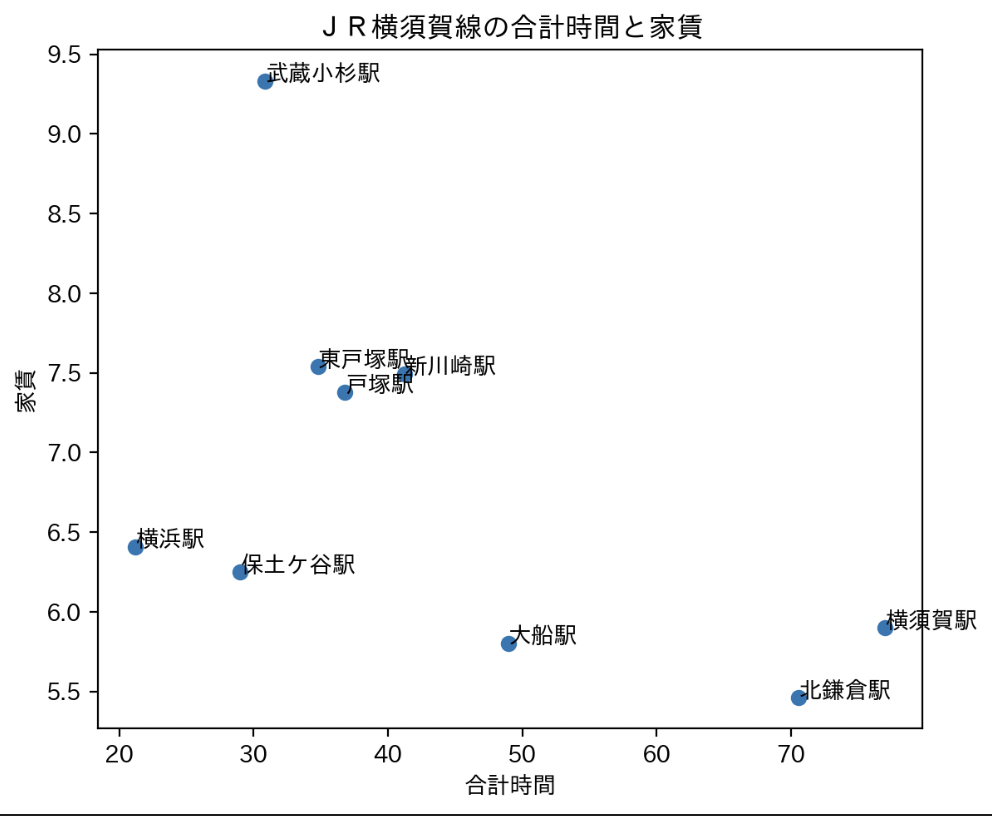 ＪＲ横須賀線の合計時間と家賃
9.5
武蔵小杉駅
9.0
8.5
8.0
東戸塚駅
新川崎駅
7.5
戸塚駅
家賃
7.0
6.5
横浜駅
保土ケ谷駅
6.0
横須賀駅
大船駅
5.5
北鎌倉駅
20 30 40 50 60 70
合計時間